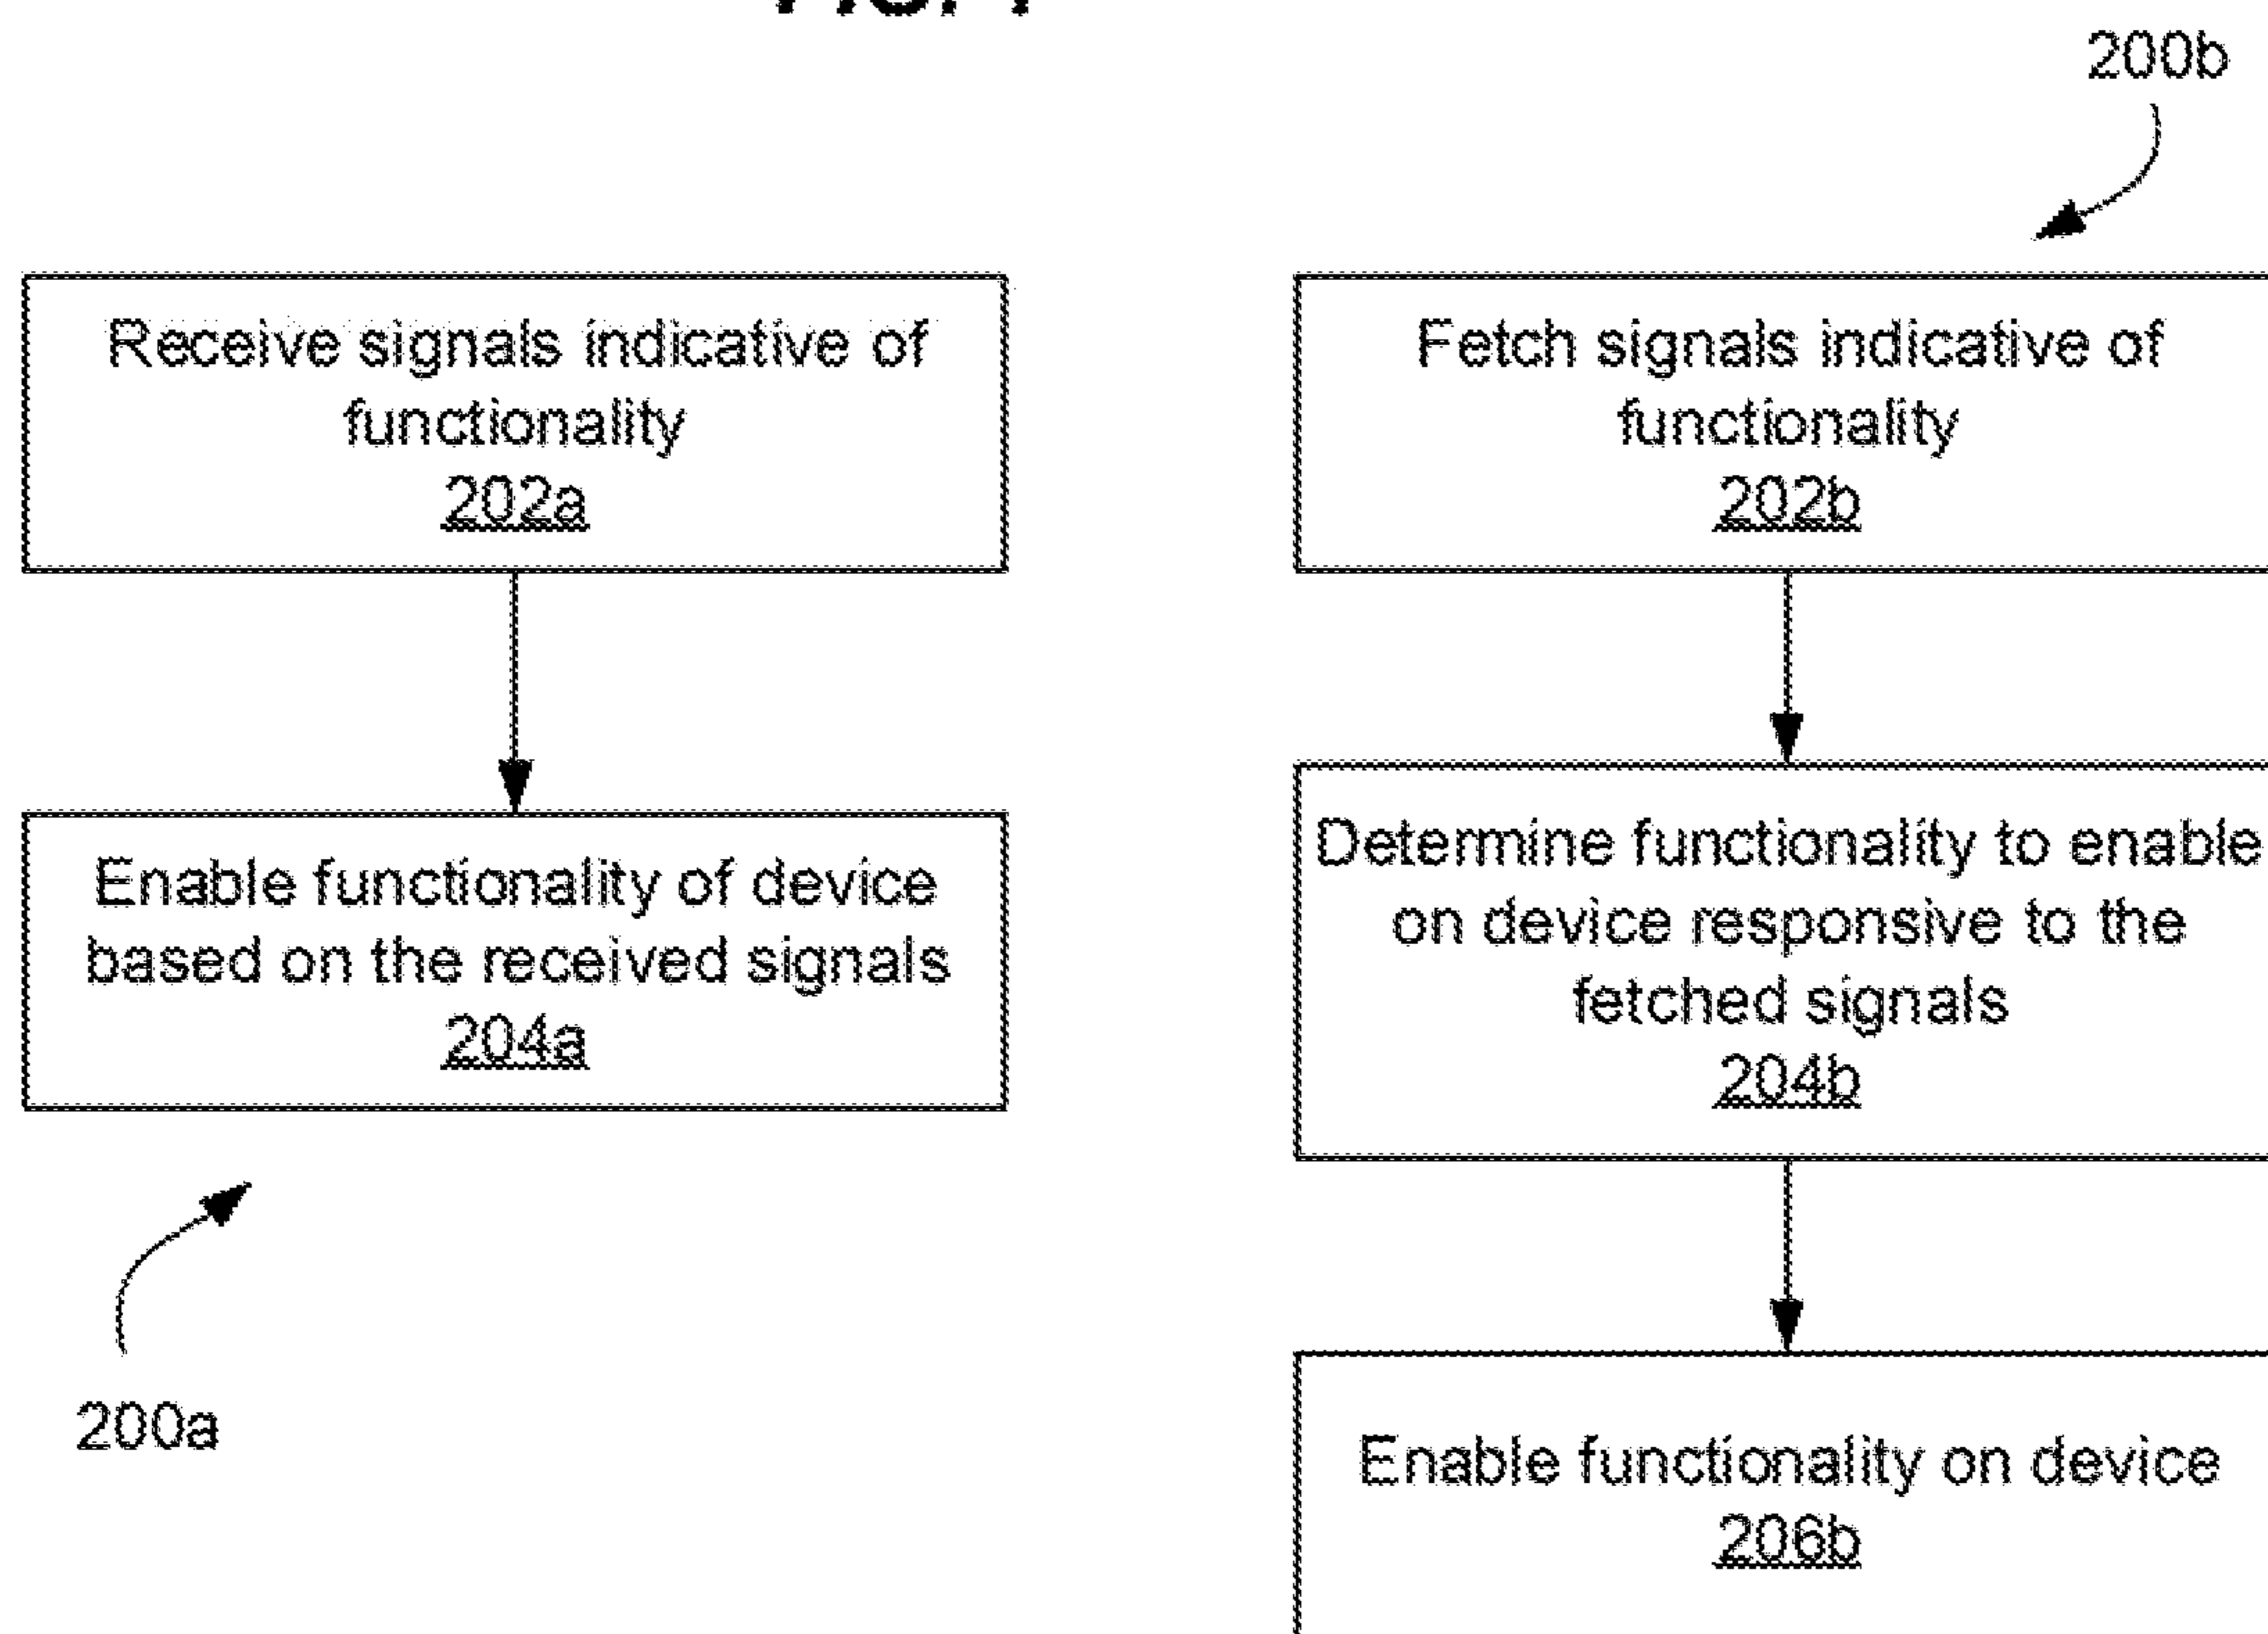 200b
Receive signals indicative of
functionality
202a
Enable functionality of device
based on the received signals
204a
200a
Fetch signals indicative of
functionality
202b
Determine functionality to enable
on device responsive to the
fetched signals
204b
Enable functionality on device
206b